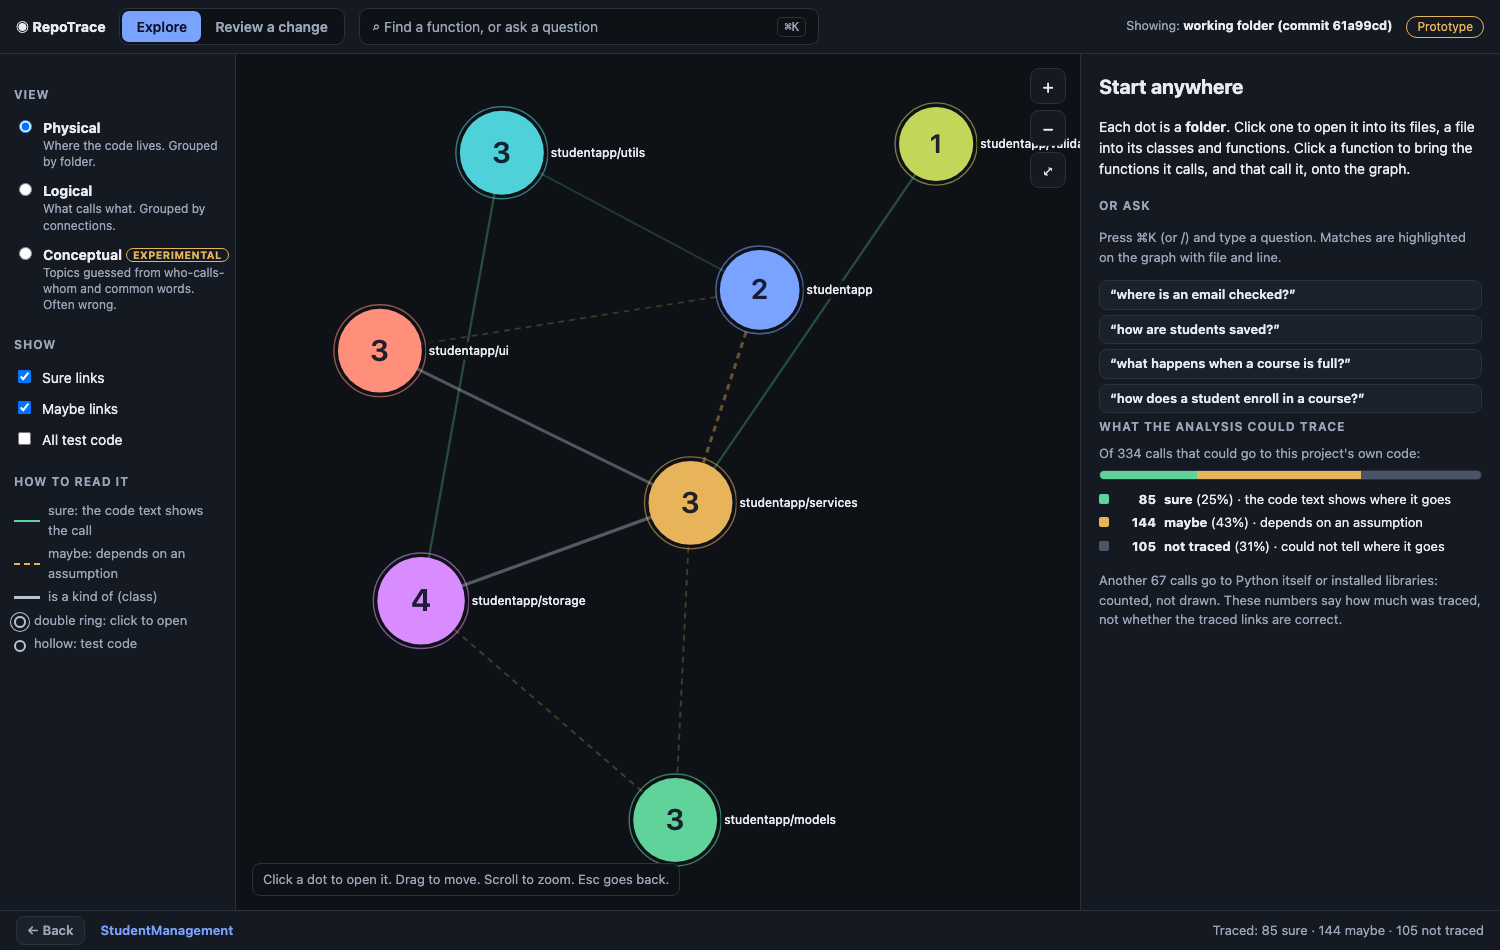 RepoTrace
Explore
Review a change
Find a function, or ask a question
⌘K
Showing: working folder (commit 61a99cd)
Prototype
VIEW
Physical
Where the code lives. Grouped
by folder.
Logical
What calls what. Grouped by
connections.
Conceptual EXPERIMENTAL
Topics guessed from who-calls-
whom and common words.
Often wrong.
SHOW
Sure links
Maybe links
All test code
HOW TO READ IT
sure: the code text shows
the call
maybe: depends on an
assumption
is a kind of (class)
double ring: click to open
hollow: test code
3 studentapp/utils
1
+
−
⤢
2 studentapp
3 studentapp/ui
3 studentapp/services
4 studentapp/storage
3 studentapp/models
Click a dot to open it. Drag to move. Scroll to zoom. Esc goes back.
Start anywhere
Each dot is a folder. Click one to open it into its files, a file
into its classes and functions. Click a function to bring the
functions it calls, and that call it, onto the graph.
OR ASK
Press ⌘K (or /) and type a question. Matches are highlighted
on the graph with file and line.
“where is an email checked?”
“how are students saved?”
“what happens when a course is full?”
“how does a student enroll in a course?”
WHAT THE ANALYSIS COULD TRACE
Of 334 calls that could go to this project's own code:
85 sure (25%) · the code text shows where it goes
144 maybe (43%) · depends on an assumption
105 not traced (31%) · could not tell where it goes
Another 67 calls go to Python itself or installed libraries:
counted, not drawn. These numbers say how much was traced,
not whether the traced links are correct.
← Back
StudentManagement
Traced: 85 sure · 144 maybe · 105 not traced